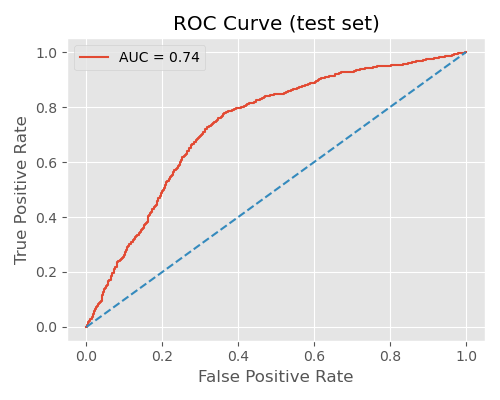 ROC Curve (test set)
AUC = 0.74
True Positive Rate
1.0
0.8
0.6
0.4
0.2
0.0
0.0 0.2 0.4 0.6 0.8 1.0
False Positive Rate